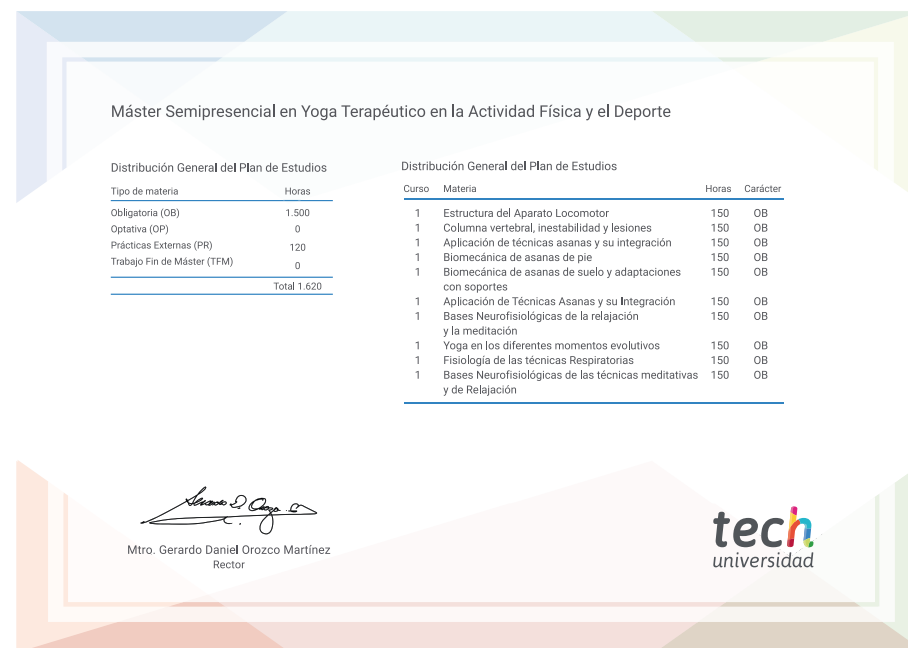 Máster Semipresencial en Yoga Terapéutico en la Actividad Física y el Deporte
Distribución General del Plan de Estudios
Tipo de materia Horas
Obligatoria (OB) 1.500
Optativa (OP) 0
Prácticas Externas (PR) 120
Trabajo Fin de Máster (TFM) 0
Total 1.620
Distribución General del Plan de Estudios
Curso Materia Horas Carácter
1 Estructura del Aparato Locomotor 150 OB
1 Columna vertebral, inestabilidad y lesiones 150 OB
1 Aplicación de técnicas asanas y su integración 150 OB
1 Biomecánica de asanas de pie 150 OB
1 Biomecánica de asanas de suelo y adaptaciones 150 OB
con soportes
1 Aplicación de Técnicas Asanas y su Integración 150 OB
1 Bases Neurofisiológicas de la relajación 150 OB
y la meditación
1 Yoga en los diferentes momentos evolutivos 150 OB
1 Fisiología de las técnicas Respiratorias 150 OB
1 Bases Neurofisiológicas de las técnicas meditativas 150 OB
y de Relajación
Mtro. Gerardo Daniel Orozco Martínez
Rector
tech
universidad